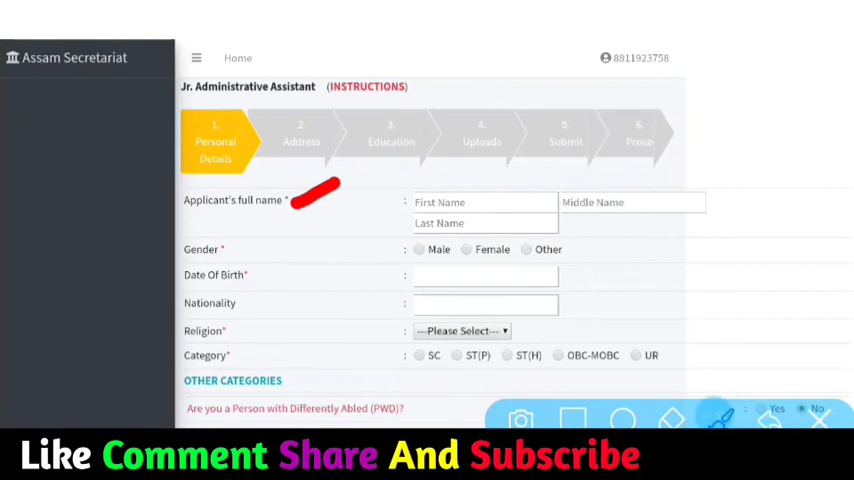 Assam Secretariat
Home
8811923758
Jr. Administrative Assistant (INSTRUCTIONS)
1. Personal Details
2. Address
3. Education
4. Uploads
5. Submit
6. Proce
Applicant's full name * : First Name Middle Name
Last Name
Gender * : Male Female Other
Date Of Birth* :
Nationality :
Religion* : ---Please Select---
Category* : SC ST(P) ST(H) OBC-MOBC UR
OTHER CATEGORIES
Are you a Person with Differently Abled (PWD)? : Yes No
Like Comment Share And Subscribe